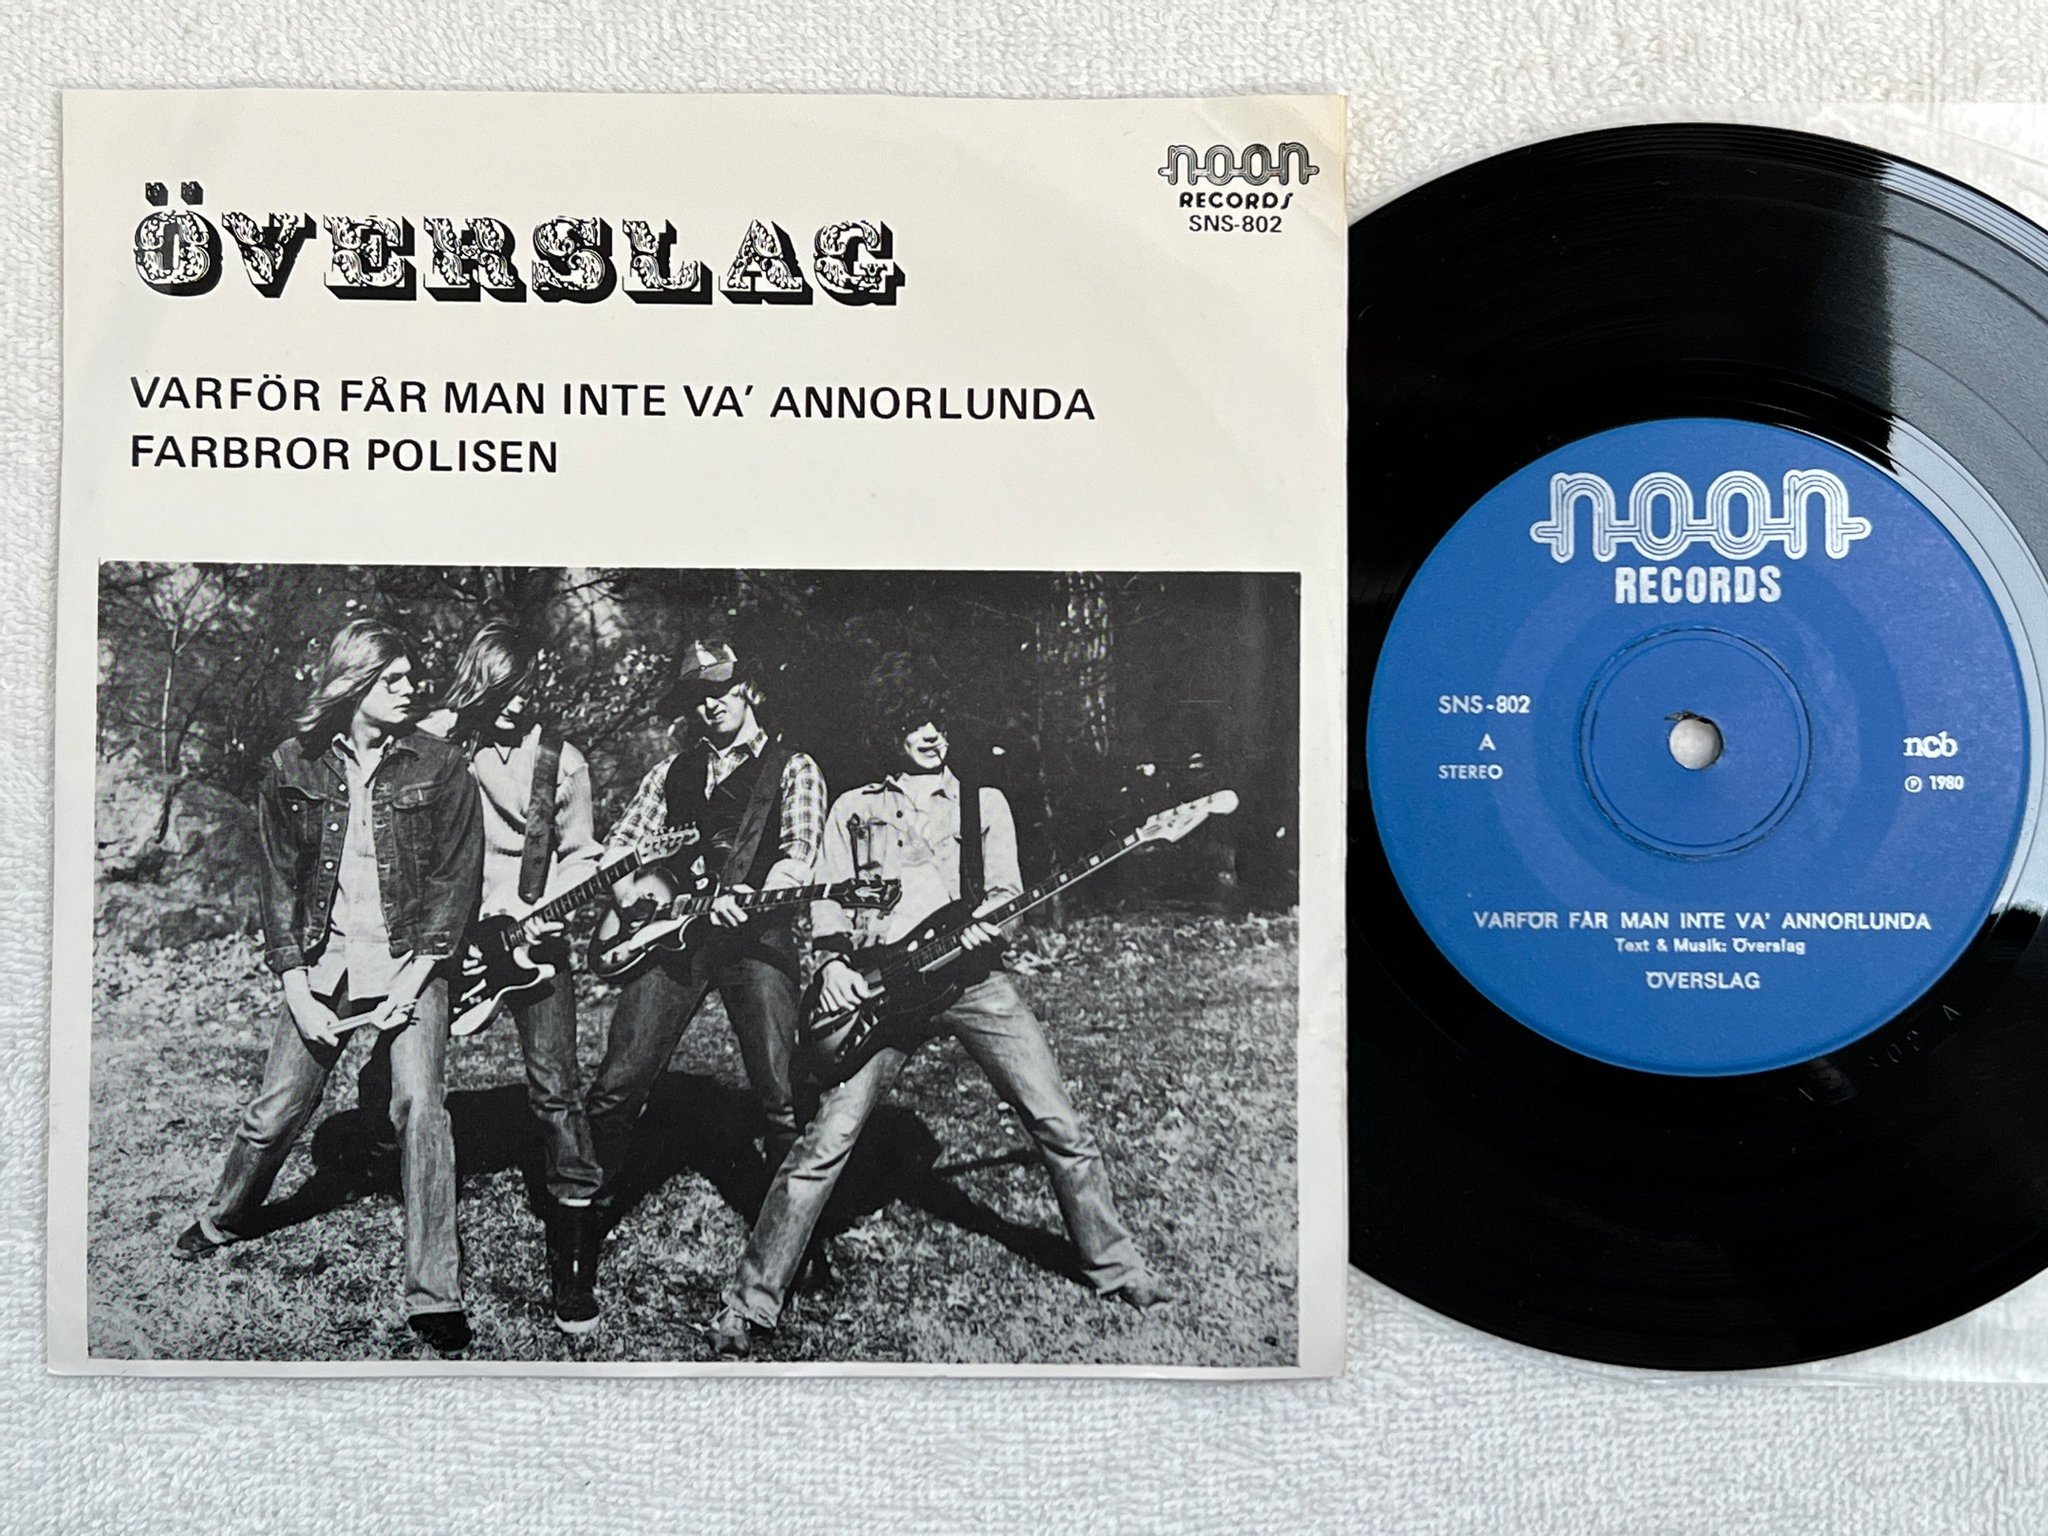 ÖVERSLAG
noon
RECORDS
SNS-802
VARFÖR FÅR MAN INTE VA' ANNORLUNDA
FARBROR POLISEN
noon
RECORDS
SNS-802
A
STEREO
ncb
℗ 1980
VARFÖR FÅR MAN INTE VA' ANNORLUNDA
Text & Musik: Överslag
ÖVERSLAG